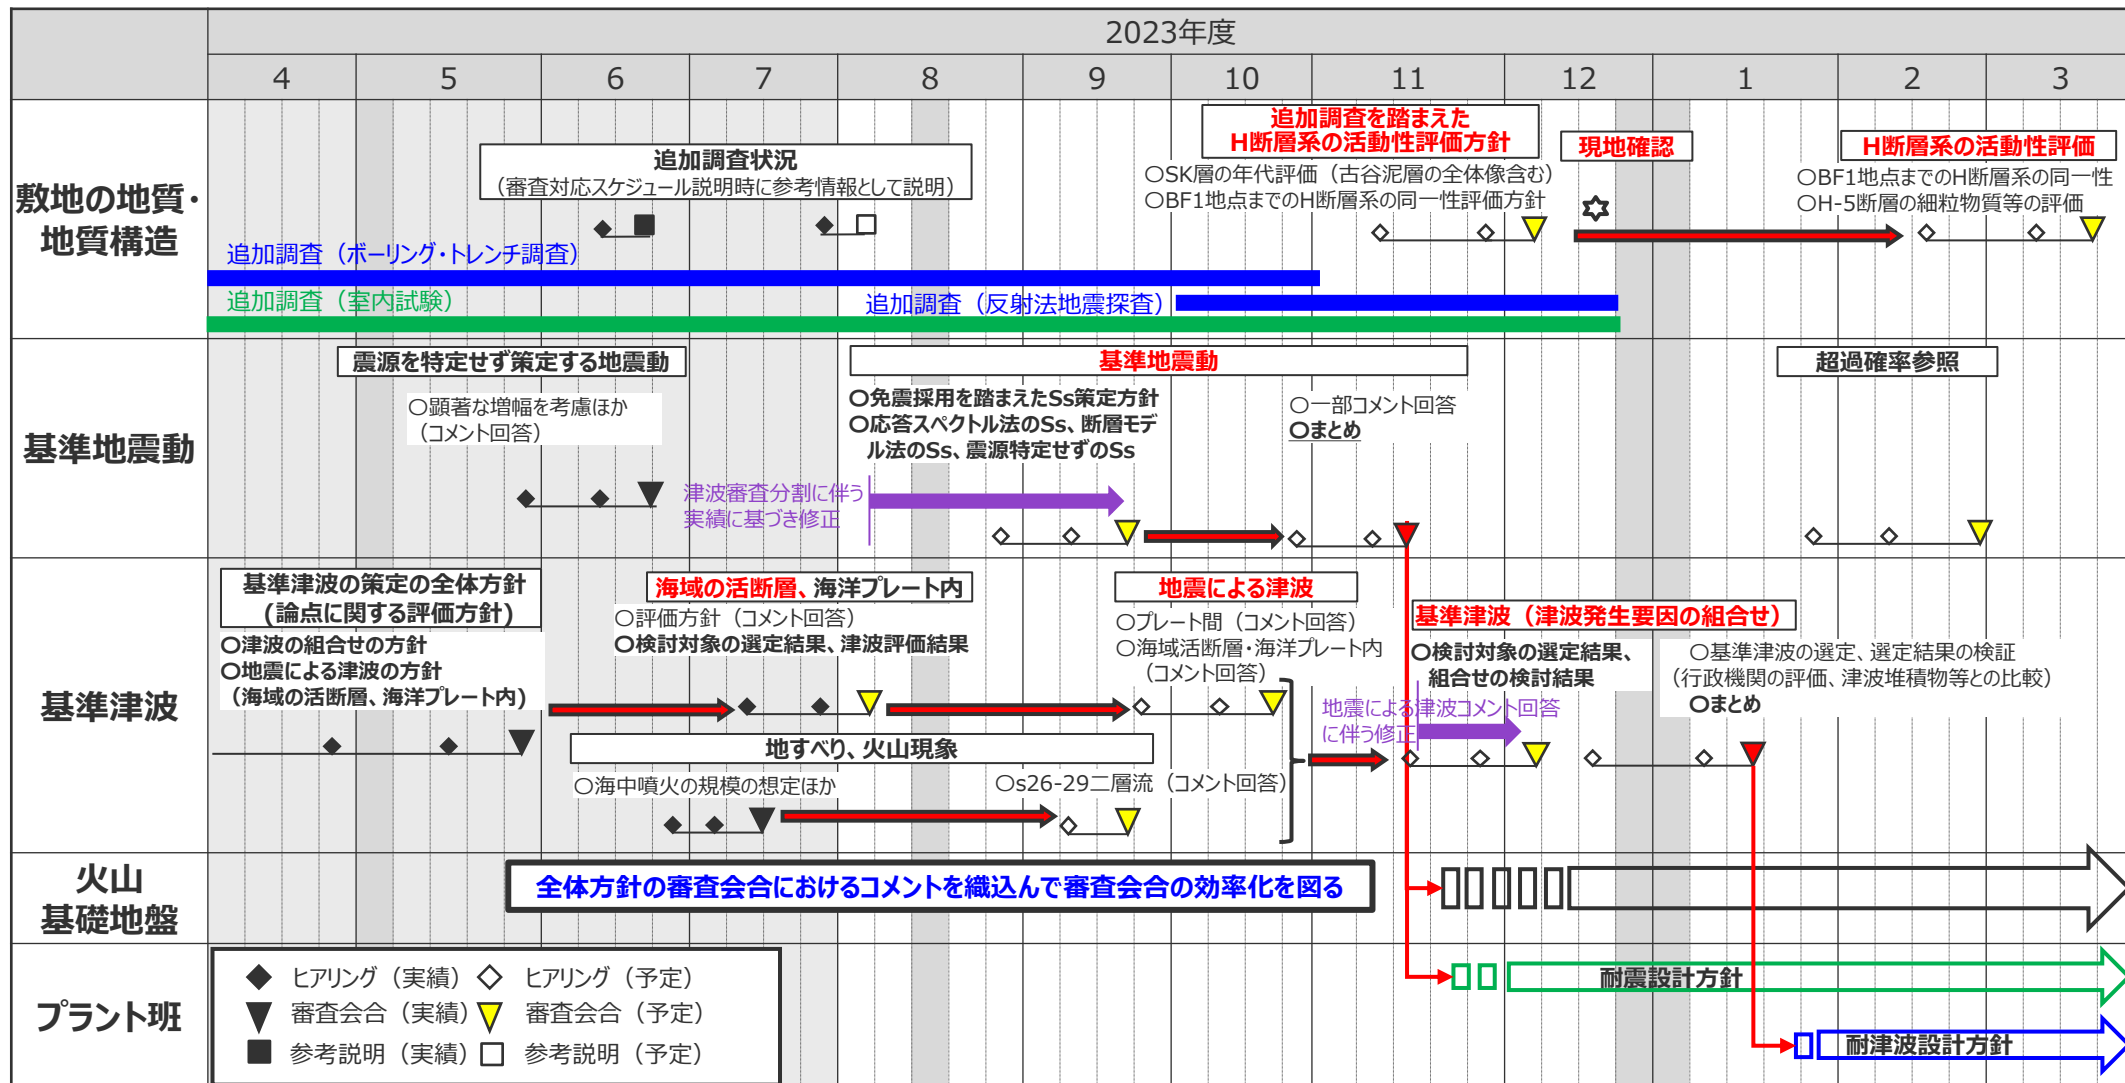 2023年度
4 5 6 7 8 9 10 11 12 1 2 3
敷地の地質・
地質構造
追加調査状況
（審査対応スケジュール説明時に参考情報として説明）
追加調査を踏まえた
H断層系の活動性評価方針
○SK層の年代評価（古谷泥層の全体像含む）
○BF1地点までのH断層系の同一性評価方針
現地確認
H断層系の活動性評価
○BF1地点までのH断層系の同一性
○H-5断層の細粒物質等の評価
追加調査（ボーリング・トレンチ調査）
追加調査（室内試験）
追加調査（反射法地震探査）
基準地震動
震源を特定せず策定する地震動
○顕著な増幅を考慮ほか
（コメント回答）
基準地震動
○免震採用を踏まえたSs策定方針
○応答スペクトル法のSs、断層モデ
ル法のSs、震源特定せずのSs
○一部コメント回答
○まとめ
超過確率参照
津波審査分割に伴う
実績に基づき修正
基準津波
基準津波の策定の全体方針
（論点に関する評価方針）
○津波の組合せの方針
○地震による津波の方針
（海域の活断層、海洋プレート内）
海域の活断層、海洋プレート内
○評価方針（コメント回答）
○検討対象の選定結果、津波評価結果
地震による津波
○プレート間（コメント回答）
○海域活断層・海洋プレート内
（コメント回答）
基準津波（津波発生要因の組合せ）
○検討対象の選定結果、
組合せの検討結果
○基準津波の選定、選定結果の検証
（行政機関の評価、津波堆積物等との比較）
○まとめ
地震による津波コメント回答
に伴う修正
地すべり、火山現象
○海中噴火の規模の想定ほか
○s26-29二層流（コメント回答）
火山
基礎地盤
全体方針の審査会合におけるコメントを織込んで審査会合の効率化を図る
プラント班
◆ ヒアリング（実績） ◇ ヒアリング（予定）
▼ 審査会合（実績） ▽ 審査会合（予定）
■ 参考説明（実績） □ 参考説明（予定）
耐震設計方針
耐津波設計方針